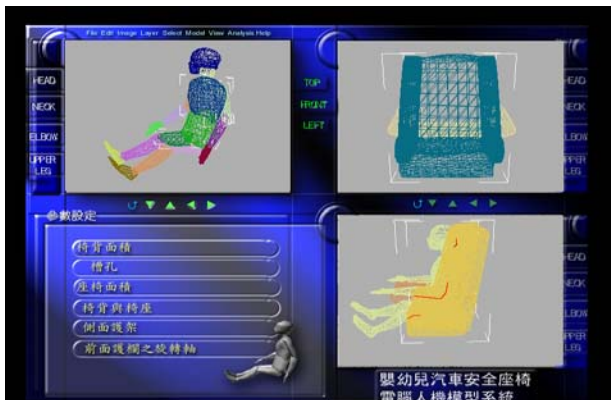 File Edit Image Layer Select Model View Analysis Help
HEAD
NECK
ELBOW
UPPER
LEG
TOP
FRONT
LEFT
HEAD
NECK
ELBOW
UPPER
LEG
參數設定
椅背面積
槽孔
座椅面積
椅背與椅座
側面護架
前面護欄之旋轉軸
HEAD
NECK
ELBOW
UPPER
LEG
嬰幼兒汽車安全座椅
電腦人機模型系統